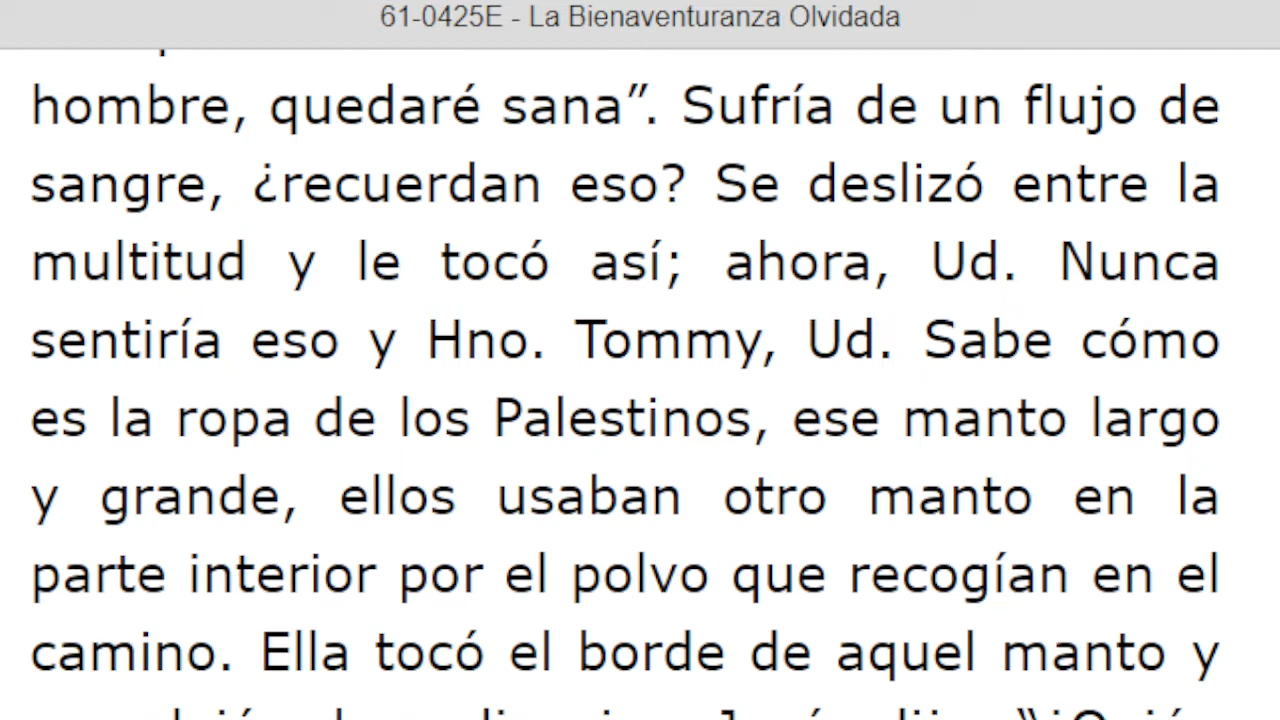 61-0425E - La Bienaventuranza Olvidada
hombre, quedaré sana”. Sufría de un flujo de
sangre, ¿recuerdan eso? Se deslizó entre la
multitud y le tocó así; ahora, Ud. Nunca
sentiría eso y Hno. Tommy, Ud. Sabe cómo
es la ropa de los Palestinos, ese manto largo
y grande, ellos usaban otro manto en la
parte interior por el polvo que recogían en el
camino. Ella tocó el borde de aquel manto y